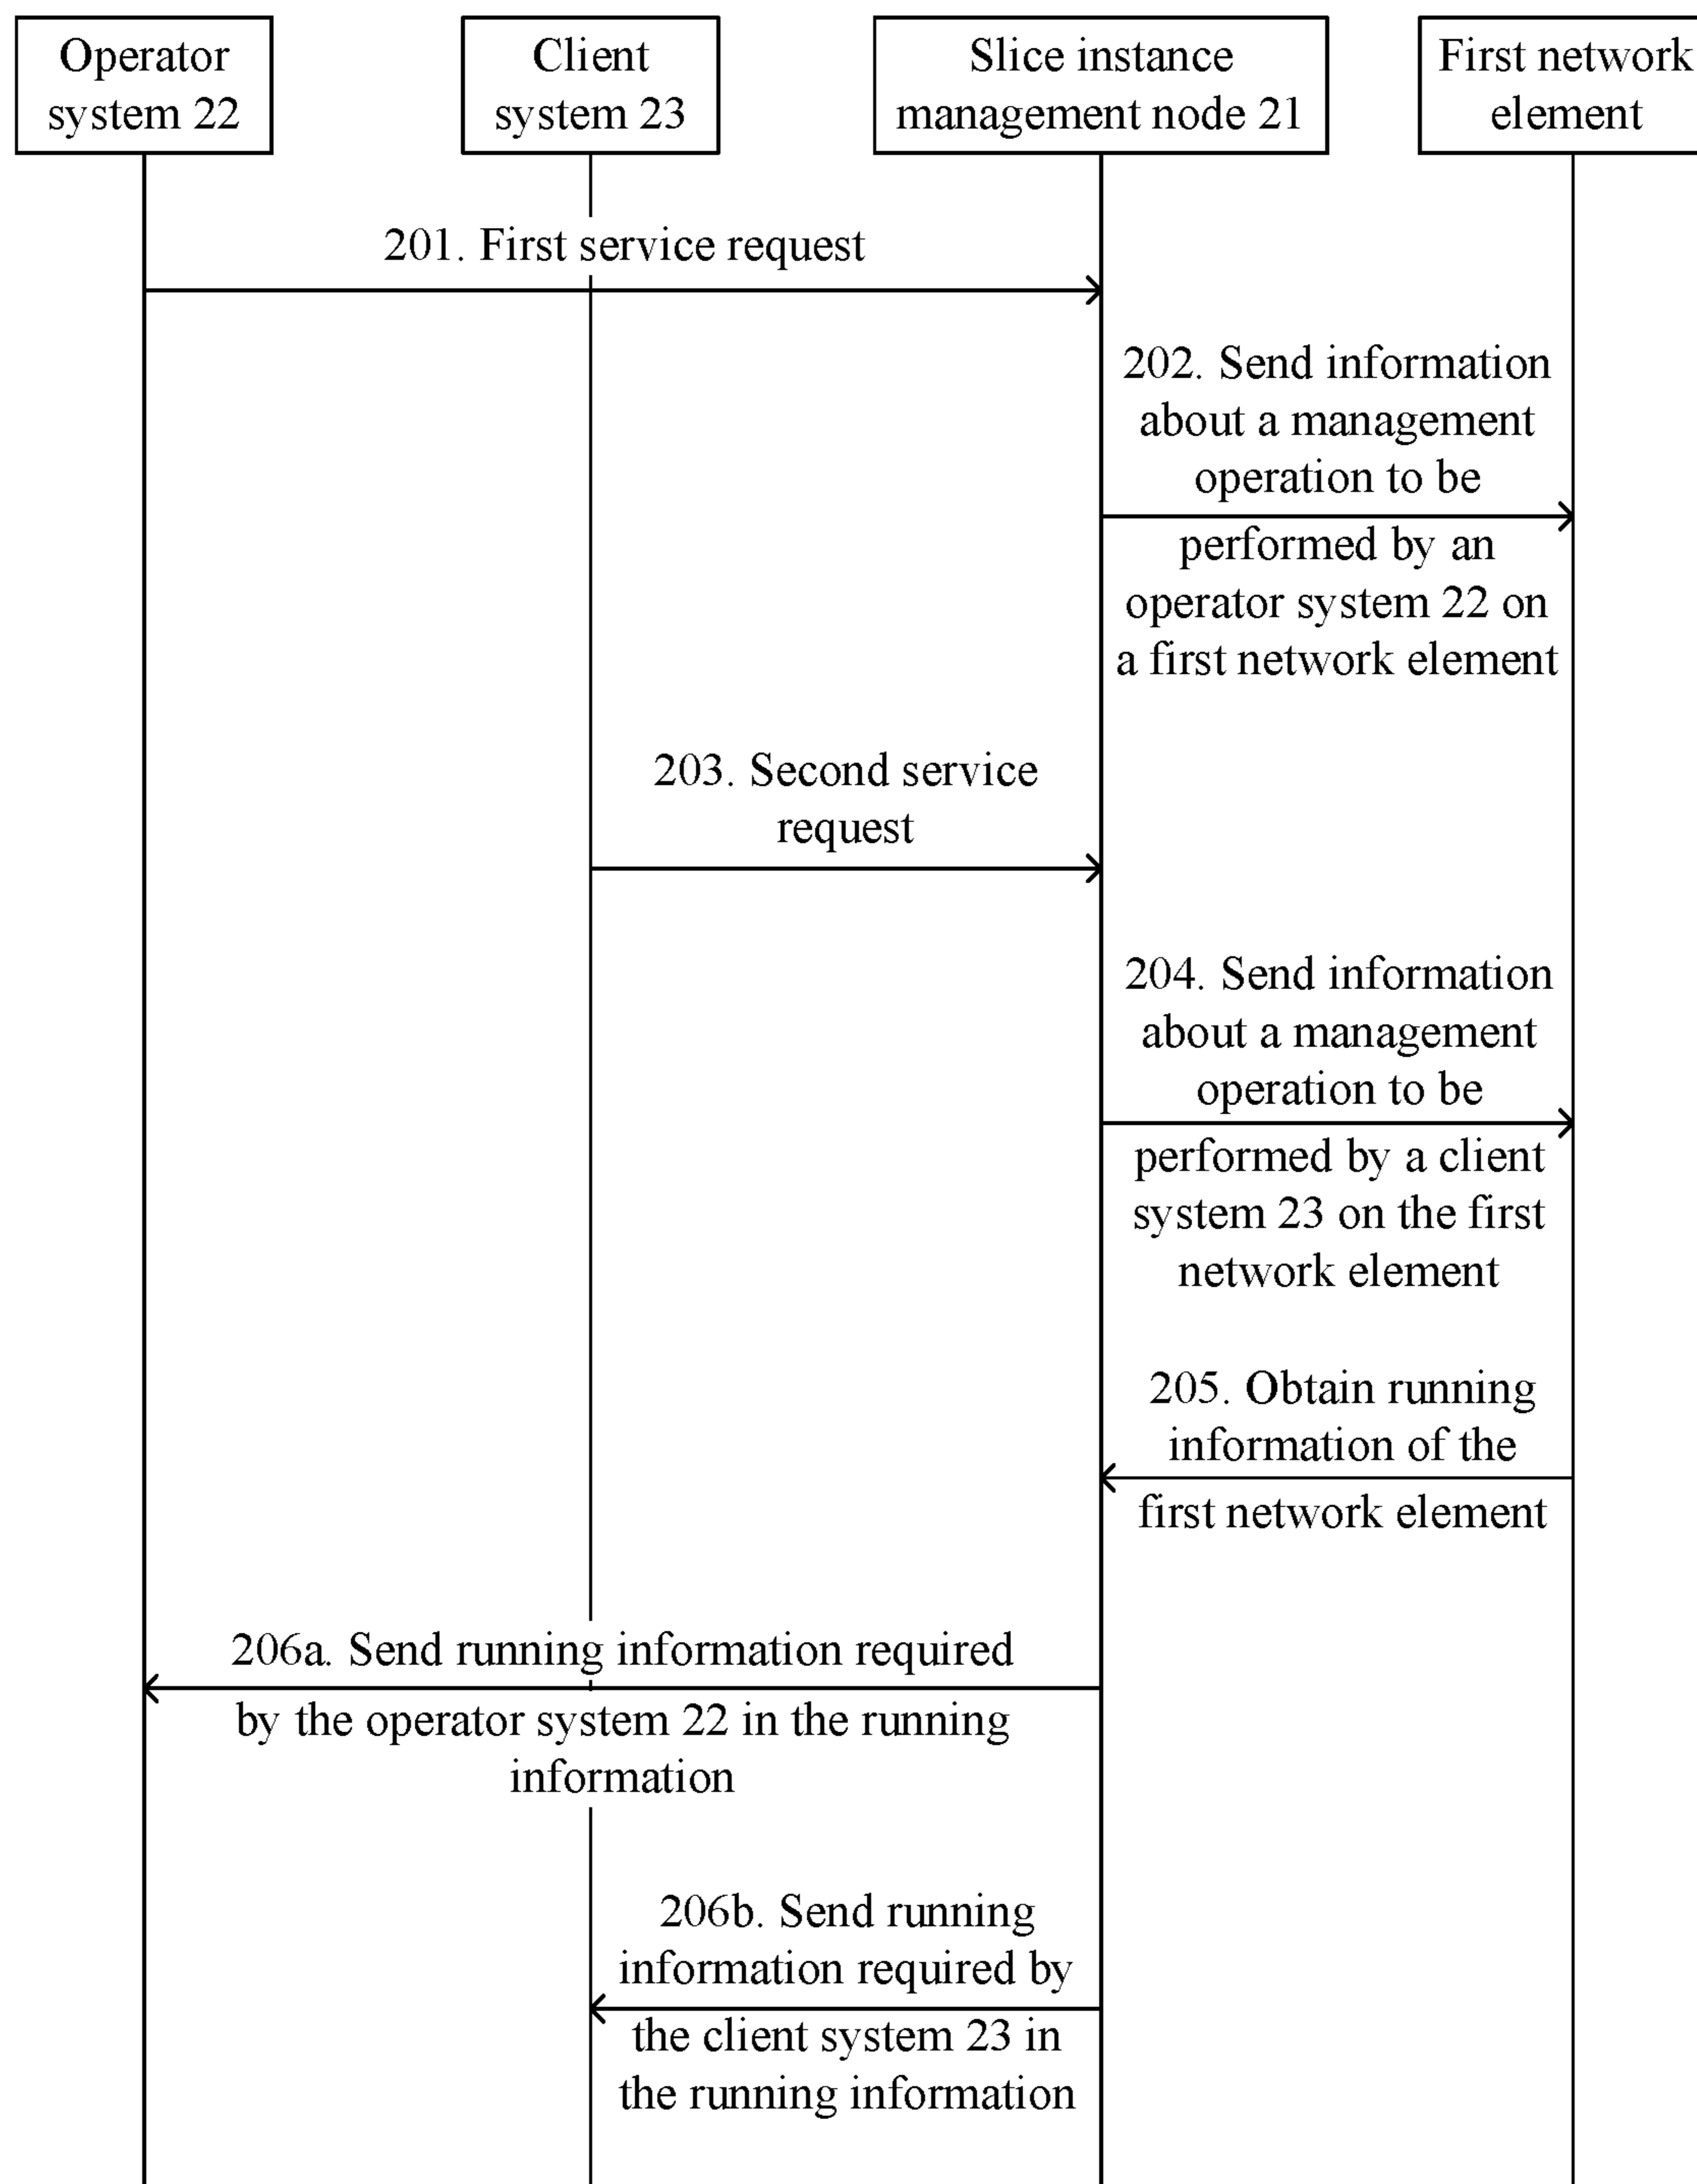 Operator
system 22
Client
system 23
Slice instance
management node 21
First network
element
201. First service request
202. Send information
about a management
operation to be
performed by an
operator system 22 on
a first network element
203. Second service
request
204. Send information
about a management
operation to be
performed by a client
system 23 on the first
network element
205. Obtain running
information of the
first network element
206a. Send running information required
by the operator system 22 in the running
information
206b. Send running
information required by
the client system 23 in
the running information